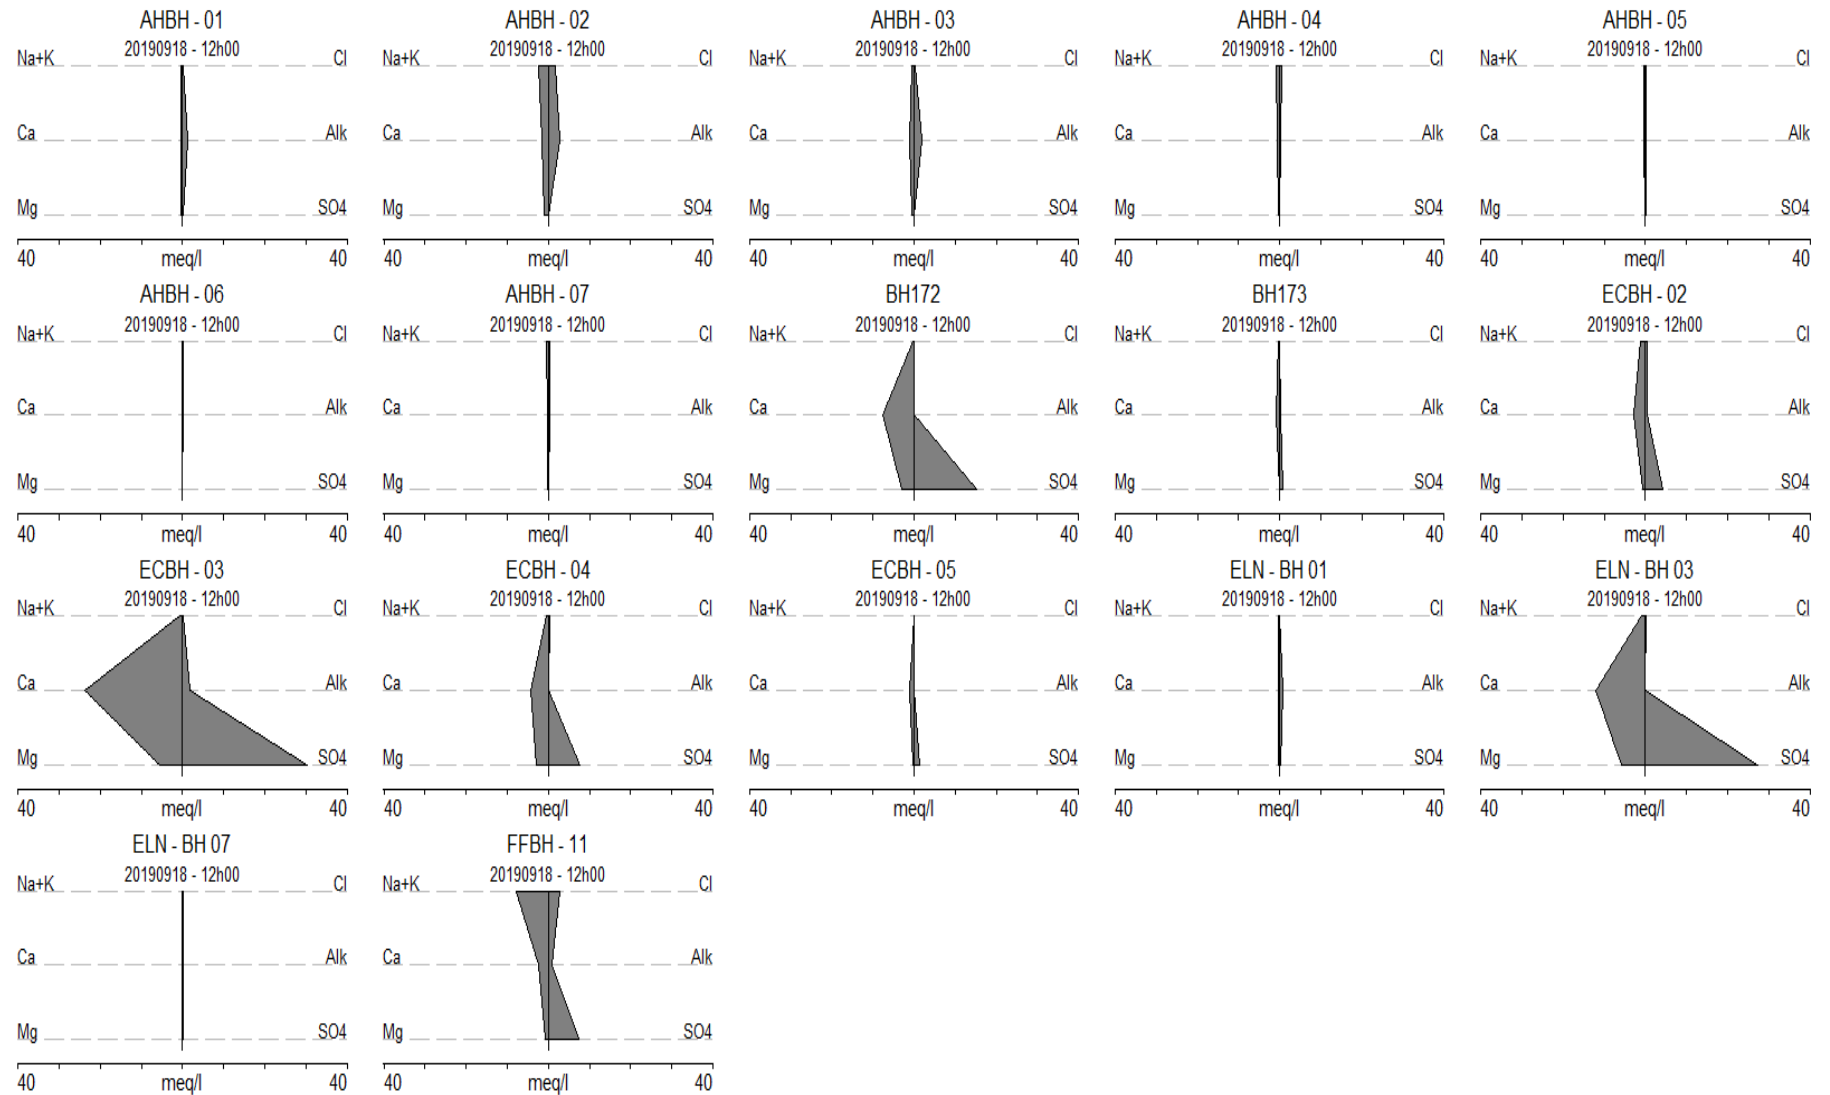 AHBH - 01 AHBH - 02 AHBH - 03 AHBH - 04 AHBH - 05
20190918 - 12h00 20190918 - 12h00 20190918 - 12h00 20190918 - 12h00 20190918 - 12h00
Na+K Cl Na+K Cl Na+K Cl Na+K Cl Na+K Cl
Ca Alk Ca Alk Ca Alk Ca Alk Ca Alk
Mg SO4 Mg SO4 Mg SO4 Mg SO4 Mg SO4
40 meq/l 40 40 meq/l 40 40 meq/l 40 40 meq/l 40 40 meq/l 40
AHBH - 06 AHBH - 07 BH172 BH173 ECBH - 02
20190918 - 12h00 20190918 - 12h00 20190918 - 12h00 20190918 - 12h00 20190918 - 12h00
Na+K Cl Na+K Cl Na+K Cl Na+K Cl Na+K Cl
Ca Alk Ca Alk Ca Alk Ca Alk Ca Alk
Mg SO4 Mg SO4 Mg SO4 Mg SO4 Mg SO4
40 meq/l 40 40 meq/l 40 40 meq/l 40 40 meq/l 40 40 meq/l 40
ECBH - 03 ECBH - 04 ECBH - 05 ELN - BH 01 ELN - BH 03
20190918 - 12h00 20190918 - 12h00 20190918 - 12h00 20190918 - 12h00 20190918 - 12h00
Na+K Cl Na+K Cl Na+K Cl Na+K Cl Na+K Cl
Ca Alk Ca Alk Ca Alk Ca Alk Ca Alk
Mg SO4 Mg SO4 Mg SO4 Mg SO4 Mg SO4
40 meq/l 40 40 meq/l 40 40 meq/l 40 40 meq/l 40 40 meq/l 40
ELN - BH 07 FFBH - 11
20190918 - 12h00 20190918 - 12h00
Na+K Cl Na+K Cl
Ca Alk Ca Alk
Mg SO4 Mg SO4
40 meq/l 40 40 meq/l 40